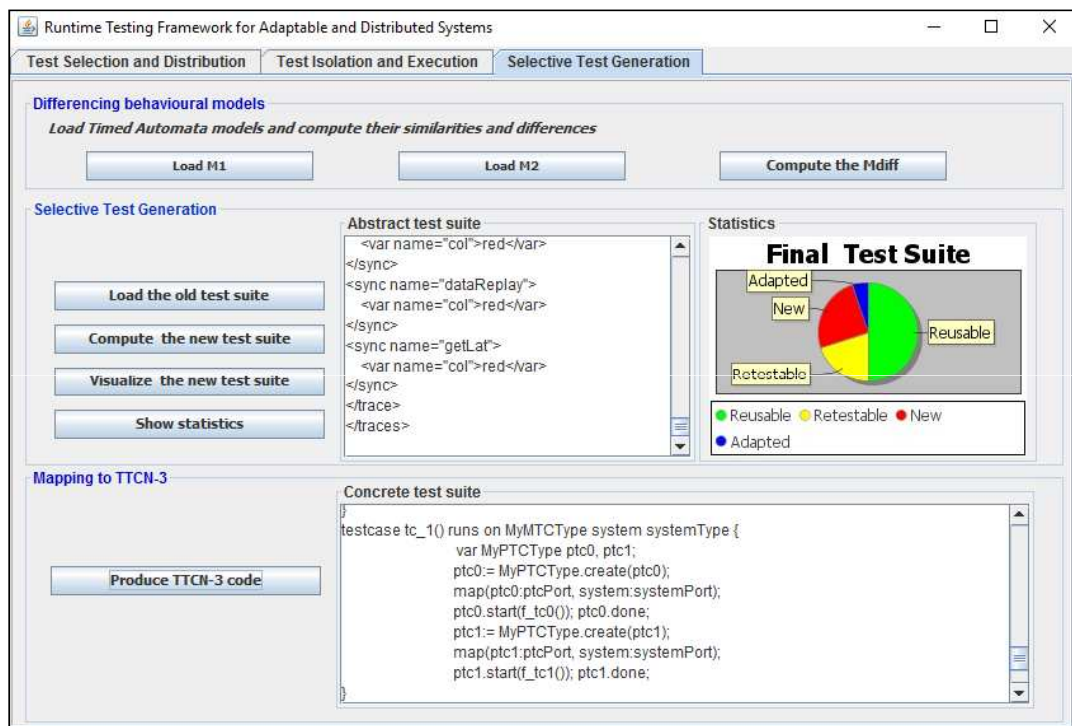 Runtime Testing Framework for Adaptable and Distributed Systems
Test Selection and Distribution
Test Isolation and Execution
Selective Test Generation
Differencing behavioural models
Load Timed Automata models and compute their similarities and differences
Load M1
Load M2
Compute the Mdiff
Selective Test Generation
Load the old test suite
Compute the new test suite
Visualize the new test suite
Show statistics
Abstract test suite
<var name="col">red</var>
</sync>
<sync name="dataReplay">
<var name="col">red</var>
</sync>
<sync name="getLat">
<var name="col">red</var>
</sync>
</trace>
</traces>
Statistics
Final Test Suite
Adapted
New
Reusable
Retestable
Reusable Retestable New
Adapted
Mapping to TTCN-3
Produce TTCN-3 code
Concrete test suite
}
testcase tc_1() runs on MyMTCType system systemType {
var MyPTCType ptc0, ptc1;
ptc0:= MyPTCType.create(ptc0);
map(ptc0:ptcPort, system:systemPort);
ptc0.start(f_tc0()); ptc0.done;
ptc1:= MyPTCType.create(ptc1);
map(ptc1:ptcPort, system:systemPort);
ptc1.start(f_tc1()); ptc1.done;
}